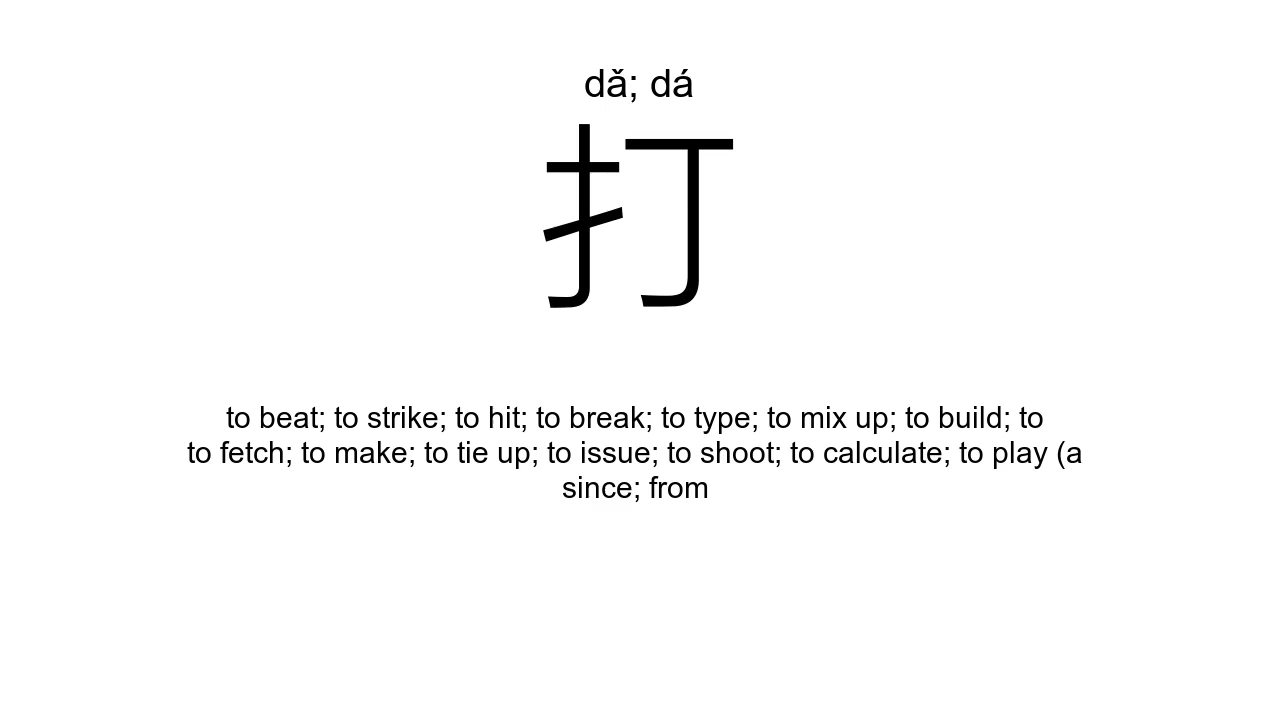 dǎ; dá
打
to beat; to strike; to hit; to break; to type; to mix up; to build; to
to fetch; to make; to tie up; to issue; to shoot; to calculate; to play (a
since; from